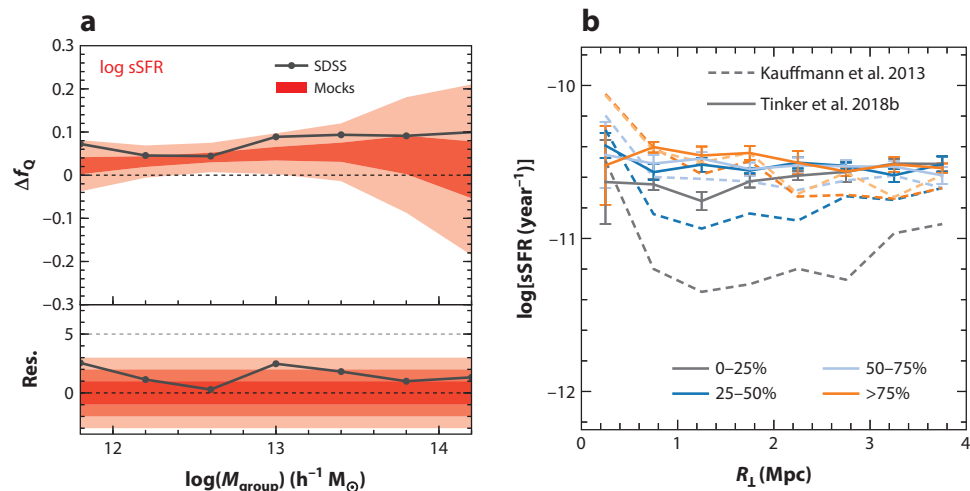 a
0.3
0.2
0.1
0
−0.1
−0.2
−0.3
Δf_Q
log sSFR
SDSS
Mocks
5
0
Res.
12
13
14
log(M_group) (h⁻¹ M_⊙)
b
−10
−11
−12
log[sSFR (year⁻¹)]
Kauffmann et al. 2013
Tinker et al. 2018b
0–25%
50–75%
25–50%
>75%
0
1
2
3
4
R_⊥ (Mpc)